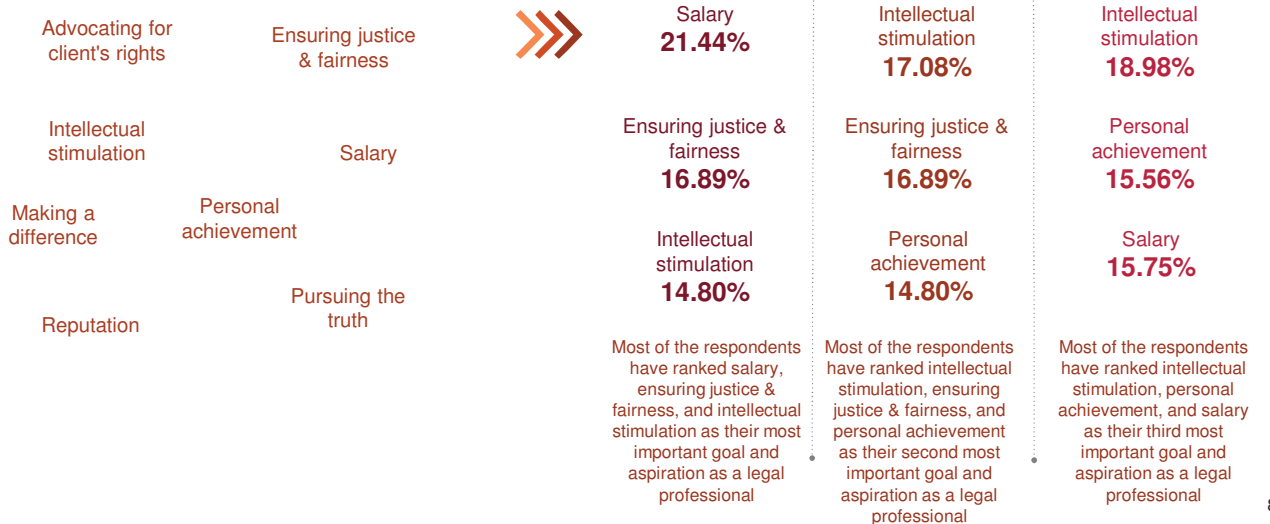 Advocating for
client's rights
Ensuring justice
& fairness
Intellectual
stimulation
Salary
Making a
difference
Personal
achievement
Reputation
Pursuing the
truth
Salary
21.44%
Ensuring justice &
fairness
16.89%
Intellectual
stimulation
14.80%
Most of the respondents
have ranked salary,
ensuring justice &
fairness, and intellectual
stimulation as their most
important goal and
aspiration as a legal
professional
Intellectual
stimulation
17.08%
Ensuring justice &
fairness
16.89%
Personal
achievement
14.80%
Most of the respondents
have ranked intellectual
stimulation, ensuring
justice & fairness, and
personal achievement
as their second most
important goal and
aspiration as a legal
professional
Intellectual
stimulation
18.98%
Personal
achievement
15.56%
Salary
15.75%
Most of the respondents
have ranked intellectual
stimulation, personal
achievement, and salary
as their third most
important goal and
aspiration as a legal
professional